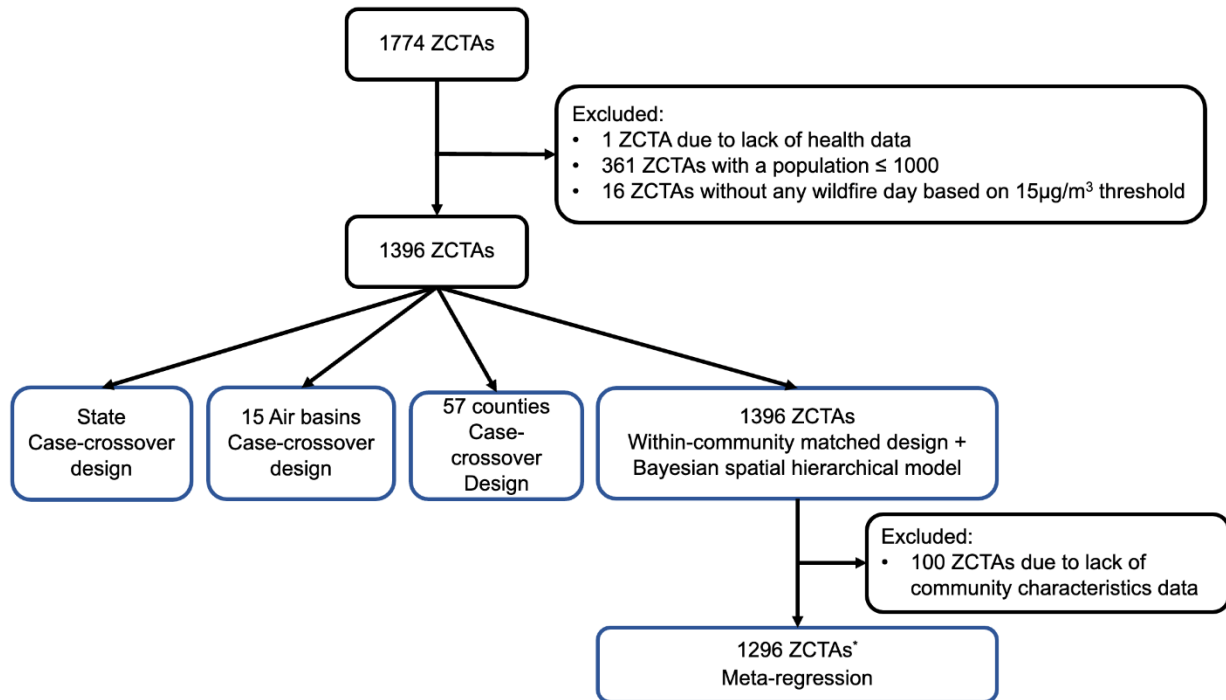 1774 ZCTAs
Excluded:
• 1 ZCTA due to lack of health data
• 361 ZCTAs with a population ≤ 1000
• 16 ZCTAs without any wildfire day based on 15µg/m³ threshold
1396 ZCTAs
State
Case-crossover
design
15 Air basins
Case-crossover
design
57 counties
Case-
crossover
Design
1396 ZCTAs
Within-community matched design +
Bayesian spatial hierarchical model
Excluded:
• 100 ZCTAs due to lack of
community characteristics data
1296 ZCTAs*
Meta-regression